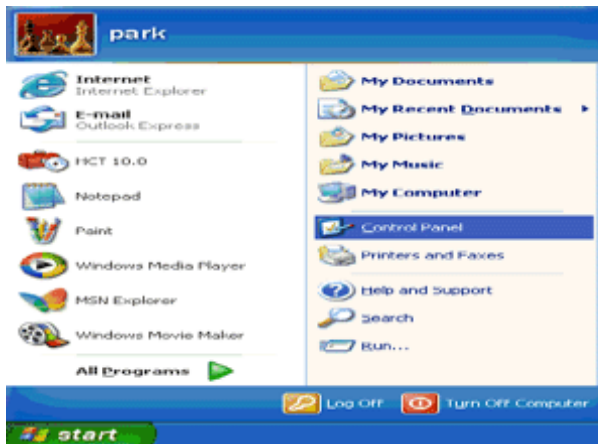 park
Internet
Internet Explorer
E-mail
Outlook Express
HCT 10.0
Notepad
Paint
Windows Media Player
MSN Explorer
Windows Movie Maker
All Programs
My Documents
My Recent Documents
My Pictures
My Music
My Computer
Control Panel
Printers and Faxes
Help and Support
Search
Run...
Log Off
Turn Off Computer
start